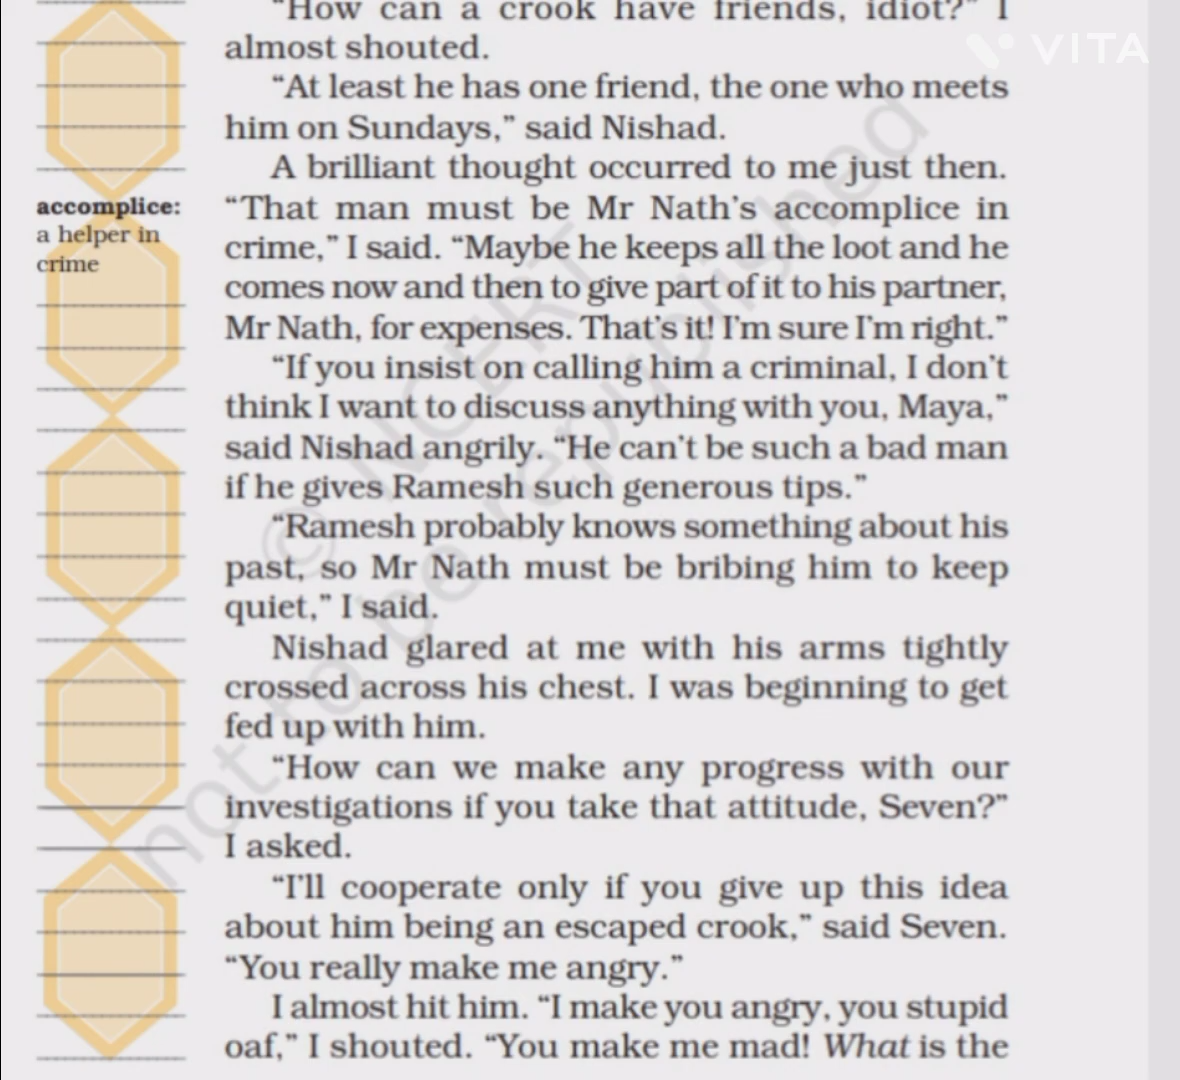 "How can a crook have friends, idiot?" I
almost shouted.
"At least he has one friend, the one who meets
him on Sundays," said Nishad.
A brilliant thought occurred to me just then.
"That man must be Mr Nath's accomplice in
crime," I said. "Maybe he keeps all the loot and he
comes now and then to give part of it to his partner,
Mr Nath, for expenses. That's it! I'm sure I'm right."
"If you insist on calling him a criminal, I don't
think I want to discuss anything with you, Maya,"
said Nishad angrily. "He can't be such a bad man
if he gives Ramesh such generous tips."
"Ramesh probably knows something about his
past, so Mr Nath must be bribing him to keep
quiet," I said.
Nishad glared at me with his arms tightly
crossed across his chest. I was beginning to get
fed up with him.
"How can we make any progress with our
investigations if you take that attitude, Seven?"
I asked.
"I'll cooperate only if you give up this idea
about him being an escaped crook," said Seven.
"You really make me angry."
I almost hit him. "I make you angry, you stupid
oaf," I shouted. "You make me mad! What is the
accomplice:
a helper in
crime
VITA
© NCERT
not to be republished